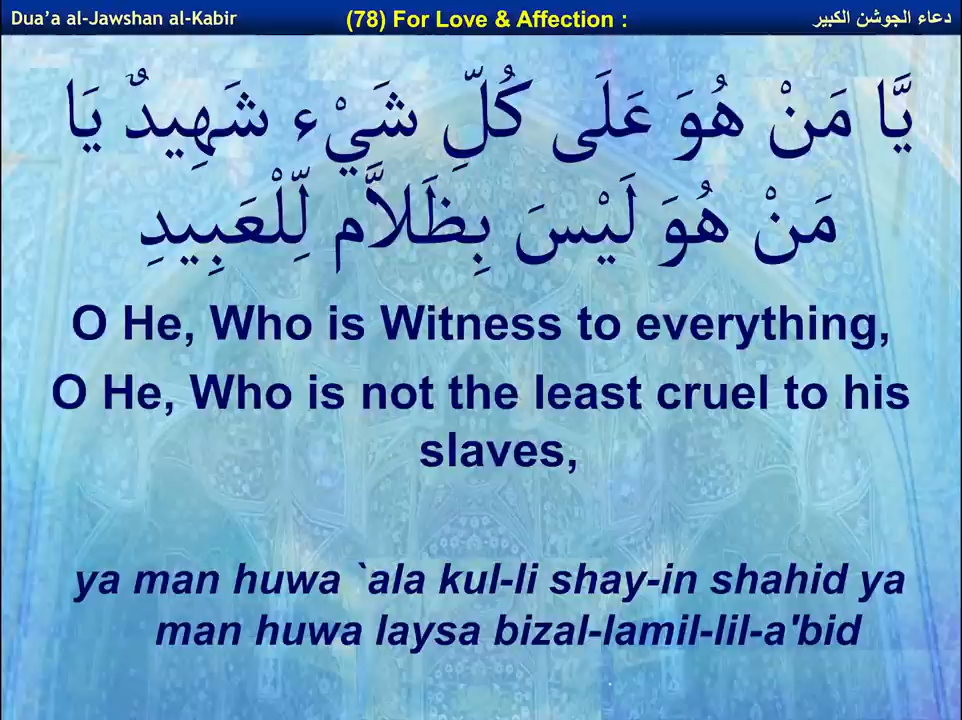 Dua’a al-Jawshan al-Kabir
(78) For Love & Affection :
دعاء الجوشن الكبير
يَّا مَنْ هُوَ عَلَى كُلِّ شَيْء شَهِيدٌ يَا
مَنْ هُوَ لَيْسَ بِظَلاَّم لِّلْعَبِيدِ
O He, Who is Witness to everything,
O He, Who is not the least cruel to his
slaves,
ya man huwa `ala kul-li shay-in shahid ya
man huwa laysa bizal-lamil-lil-a'bid